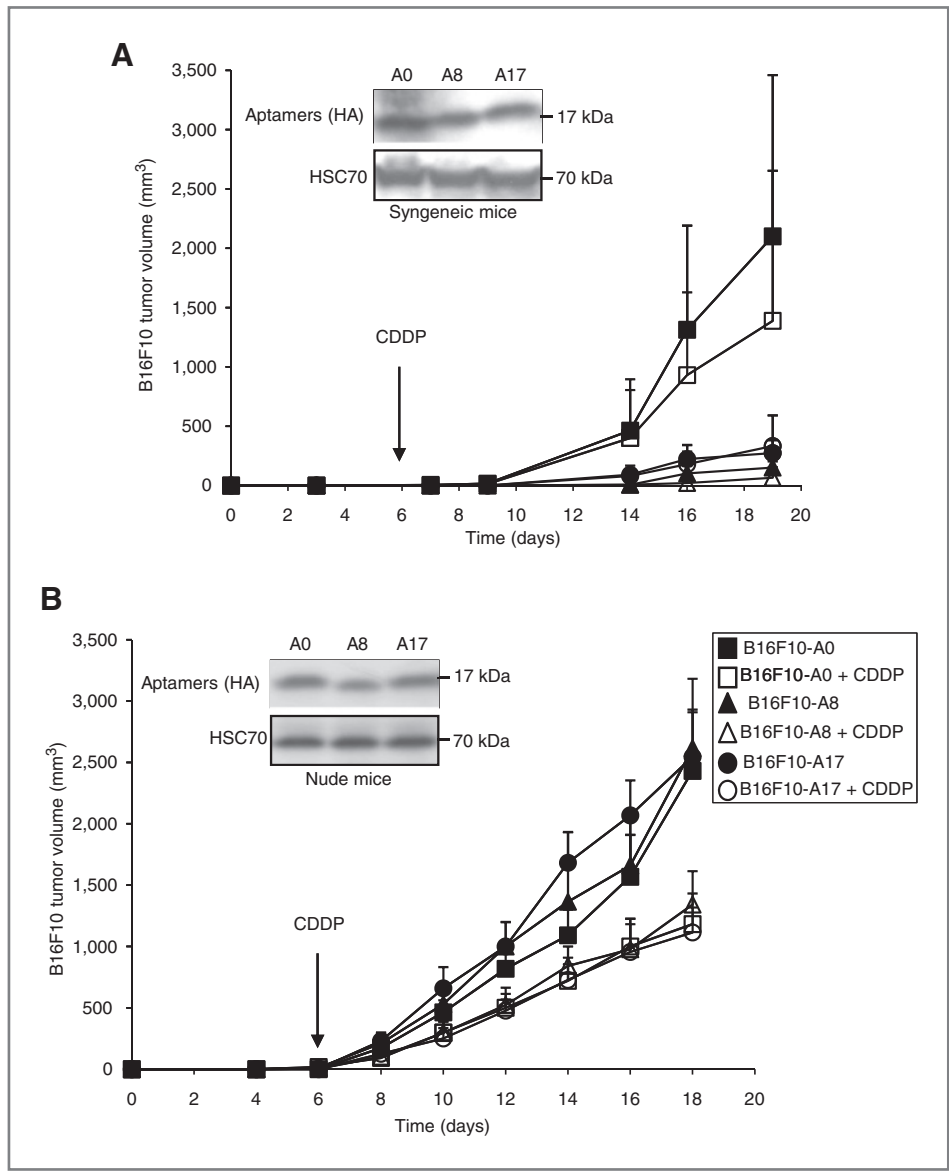 A
A0 A8 A17
Aptamers (HA)
17 kDa
HSC70
70 kDa
Syngeneic mice
B16F10 tumor volume (mm³)
3,500
3,000
2,500
2,000
1,500
1,000
500
0
CDDP
0 2 4 6 8 10 12 14 16 18 20
Time (days)
B
A0 A8 A17
Aptamers (HA)
17 kDa
HSC70
70 kDa
Nude mice
B16F10 tumor volume (mm³)
3,500
3,000
2,500
2,000
1,500
1,000
500
0
CDDP
0 2 4 6 8 10 12 14 16 18 20
Time (days)
B16F10-A0
B16F10-A0 + CDDP
B16F10-A8
B16F10-A8 + CDDP
B16F10-A17
B16F10-A17 + CDDP